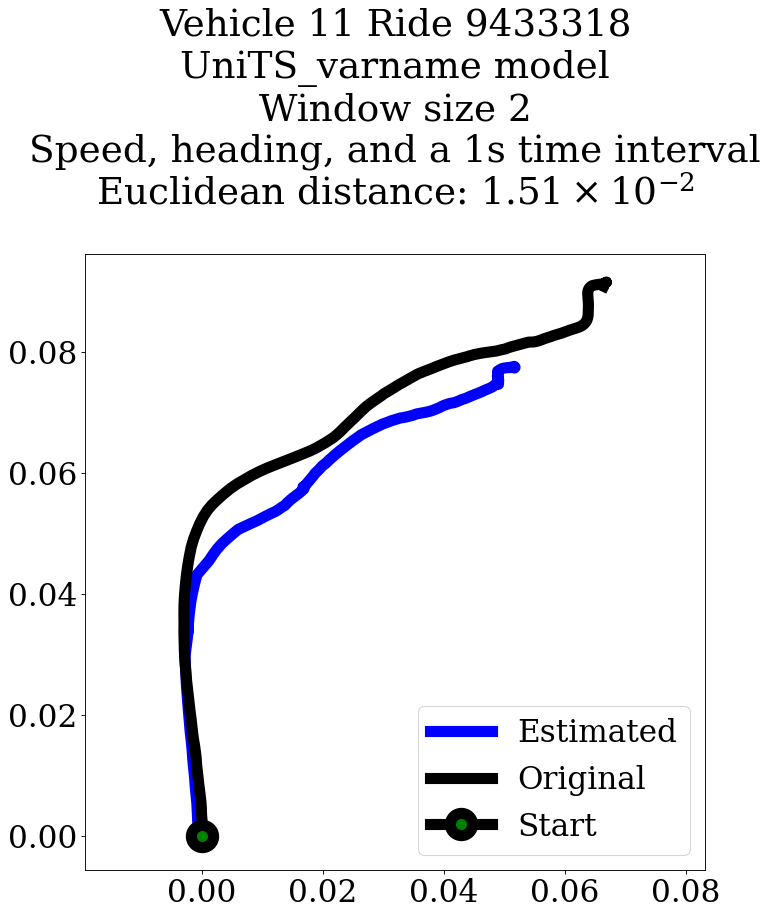 Vehicle 11 Ride 9433318
UniTS_varname model
Window size 2
Speed, heading, and a 1s time interval
Euclidean distance: 1.51 × 10⁻²
0.08
0.06
0.04
0.02
0.00
Estimated
Original
Start
0.00 0.02 0.04 0.06 0.08